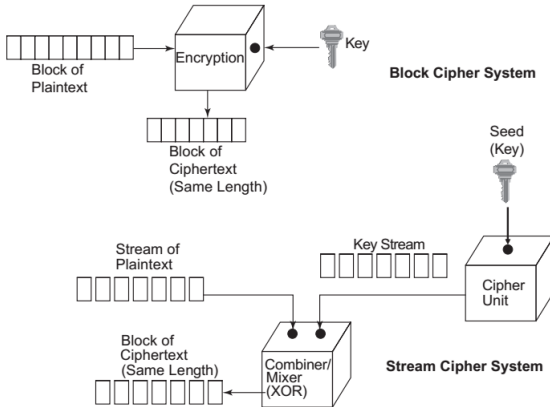 Block of
Plaintext
Encryption
Key
Block Cipher System
Block of
Ciphertext
(Same Length)
Seed
(Key)
Stream of
Plaintext
Key Stream
Cipher
Unit
Block of
Ciphertext
(Same Length)
Combiner/
Mixer
(XOR)
Stream Cipher System